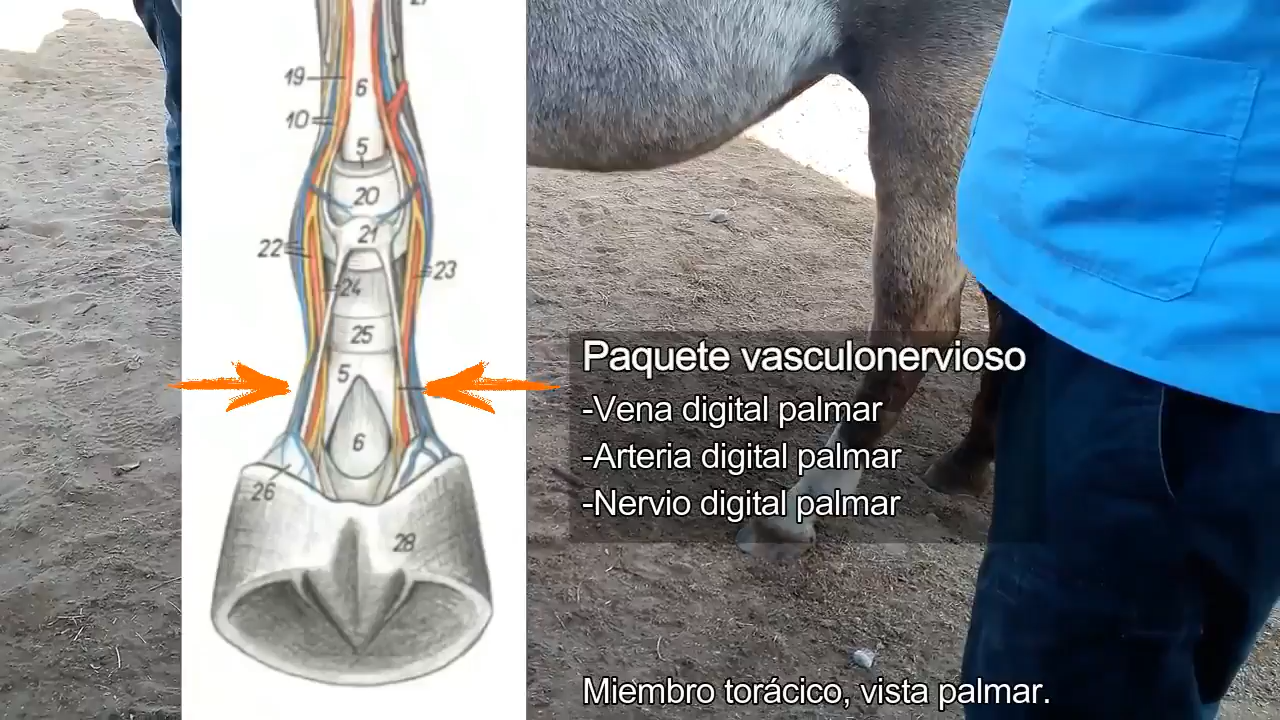 19
6
10
5
20
21
22
23
24
25
5
6
26
28
Paquete vasculonervioso
-Vena digital palmar
-Arteria digital palmar
-Nervio digital palmar
Miembro torácico, vista palmar.